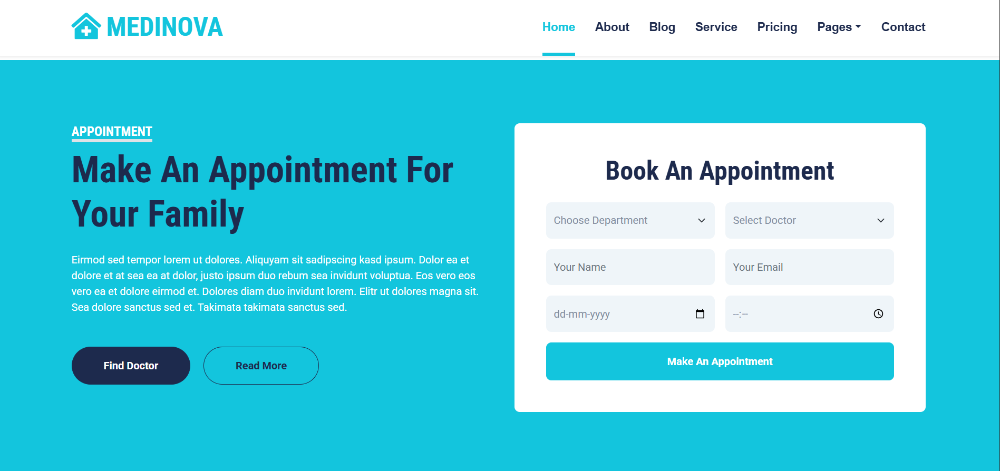 MEDINOVA
Home About Blog Service Pricing Pages Contact
APPOINTMENT
Make An Appointment For
Your Family
Eirmod sed tempor lorem ut dolores. Aliquyam sit sadipscing kasd ipsum. Dolor ea et
dolore et at sea ea at dolor, justo ipsum duo rebum sea invidunt voluptua. Eos vero eos
vero ea et dolore eirmod et. Dolores diam duo invidunt lorem. Elitr ut dolores magna sit.
Sea dolore sanctus sed et. Takimata takimata sanctus sed.
Find Doctor Read More
Book An Appointment
Choose Department Select Doctor
Your Name Your Email
dd-mm-yyyy --:--
Make An Appointment